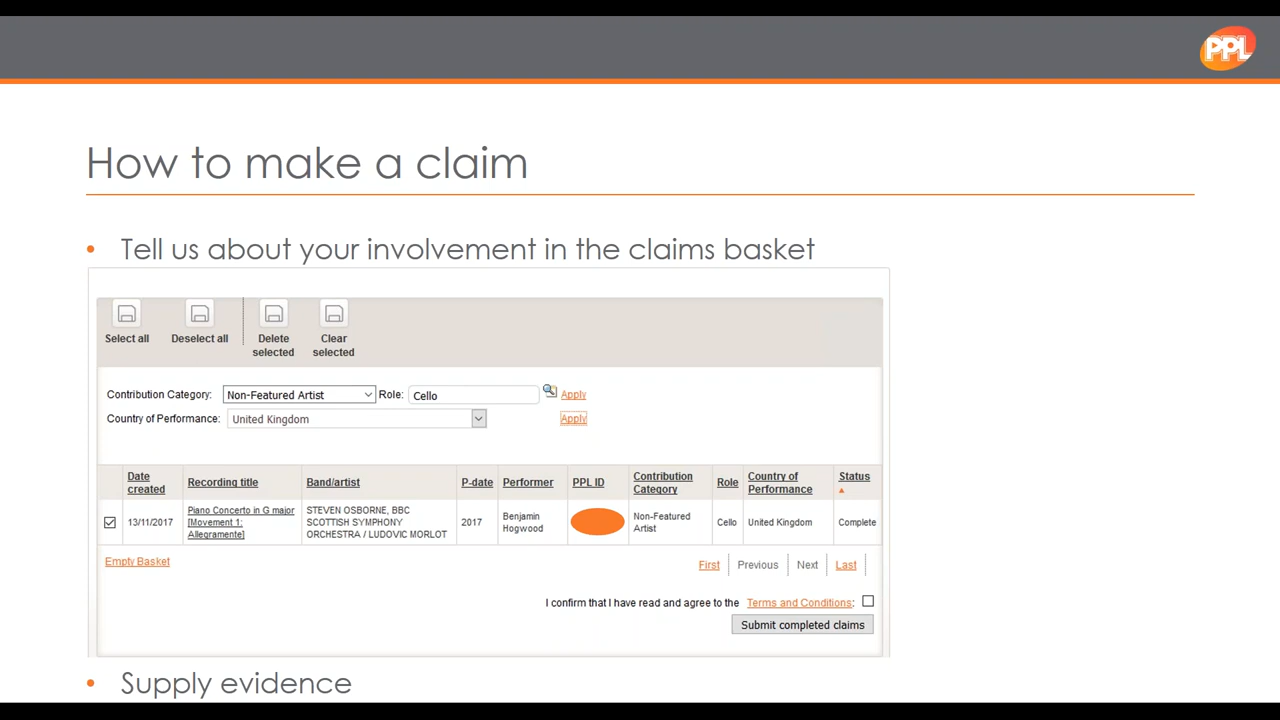 PPL
How to make a claim
• Tell us about your involvement in the claims basket
Select all
Deselect all
Delete selected
Clear selected
Contribution Category: Non-Featured Artist Role: Cello Apply
Country of Performance: United Kingdom Apply
Date created Recording title Band/artist P-date Performer PPL ID Contribution Category Role Country of Performance Status
13/11/2017 Piano Concerto in G major [Movement 1; Allegramente] STEVEN OSBORNE, BBC SCOTTISH SYMPHONY ORCHESTRA / LUDOVIC MORLOT 2017 Benjamin Hogwood Non-Featured Artist Cello United Kingdom Complete
Empty Basket
First Previous Next Last
I confirm that I have read and agree to the Terms and Conditions:
Submit completed claims
• Supply evidence